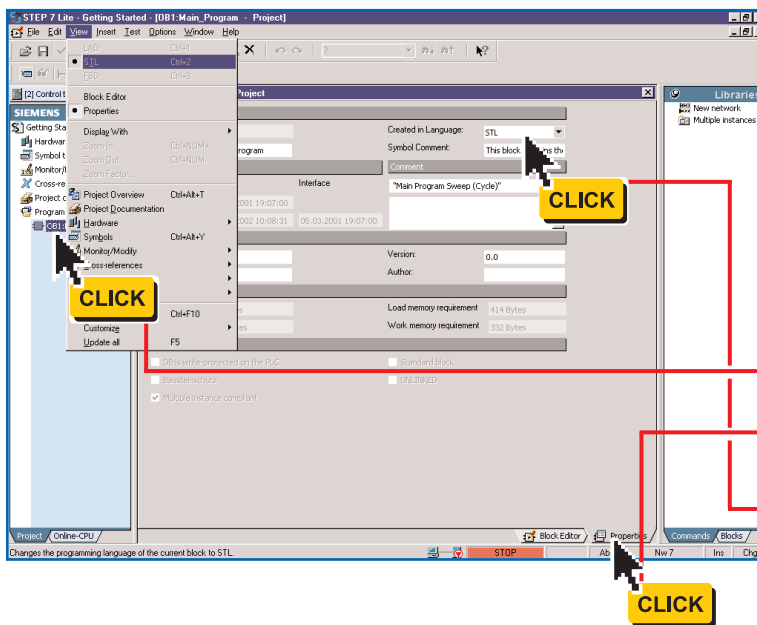 STEP 7 Lite - Getting Started - [OB1:Main_Program - Project]
File Edit View Insert Test Options Window Help
LAD Ctrl+1
STL Ctrl+2
FBD Ctrl+3
Block Editor
Properties
Display With
Zoom In Ctrl+NUM+
Zoom Out Ctrl+NUM-
Zoom Factor...
Project Overview Ctrl+Alt+T
Project Documentation
Hardware
Symbols Ctrl+Alt+Y
Monitor/Modify
Cross-references
Ctrl+F10
Customize
Update all F5
?
[2] Control t
SIEMENS
Getting Sta
Hardwar
Symbol t
Monitor/
Cross-re
Project c
Program
OB1:
CLICK
Project
Created in Language: STL
rogram
Symbol Comment: This block
Comment
Interface
"Main Program Sweep (Cycle)"
2001 19:07:00
2002 10:08:31 05.03.2001 19:07:00
CLICK
Version: 0.0
Author:
Load memory requirement 414 Bytes
Work memory requirement 332 Bytes
DB is write-protected on the PLC Standard block
Bausteinschutz UNLINKED
Multiple instance compliant
Libraries
New network
Multiple instances
Project Online-CPU
Block Editor Properties
Commands Blocks
Changes the programming language of the current block to STL.
STOP
Ab
Nw 7 Ins Chg
CLICK